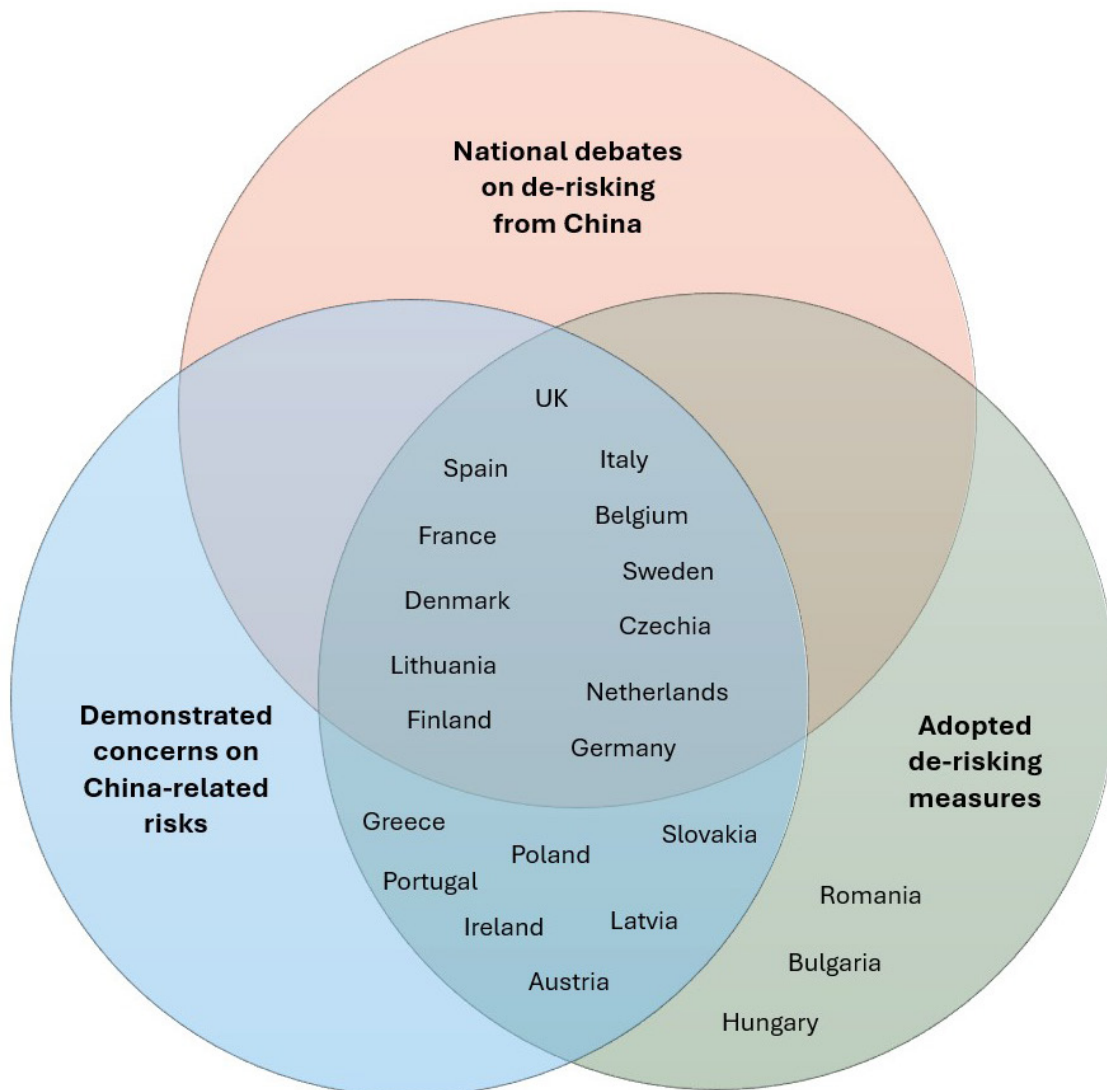 National debates
on de-risking
from China
UK
Spain
Italy
France
Belgium
Denmark
Sweden
Czechia
Lithuania
Netherlands
Finland
Germany
Demonstrated
concerns on
China-related
risks
Adopted
de-risking
measures
Greece
Poland
Slovakia
Portugal
Ireland
Latvia
Austria
Romania
Bulgaria
Hungary